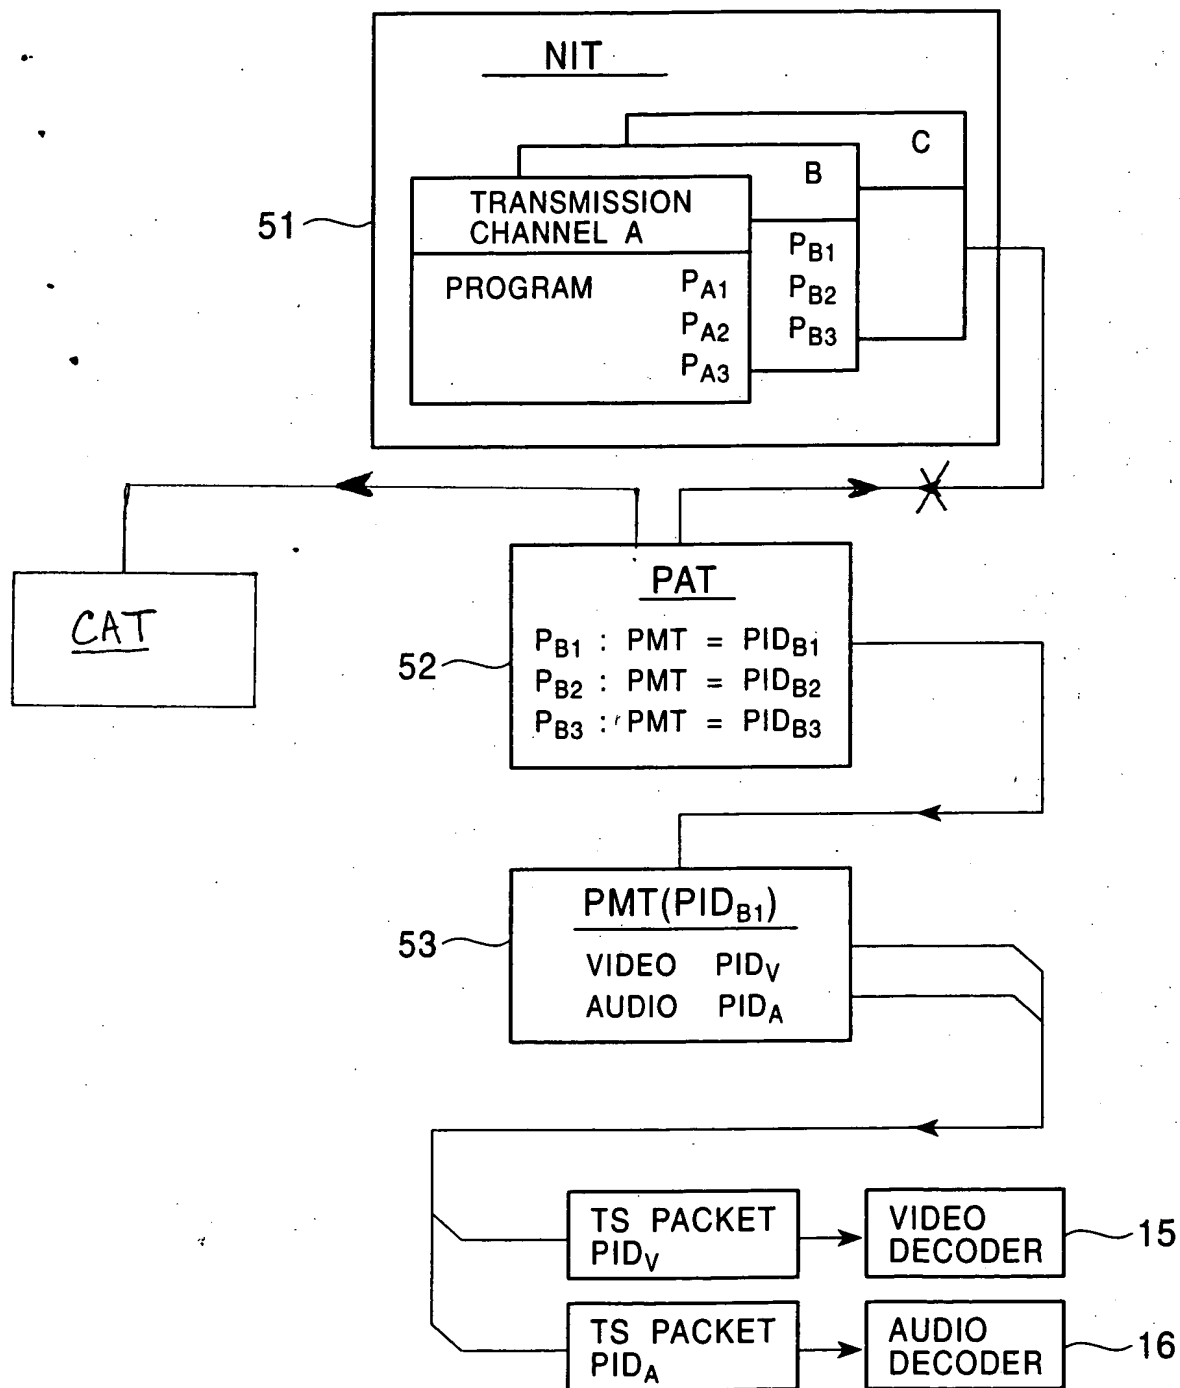 NIT
C
B
TRANSMISSION
CHANNEL A
51
PROGRAM
PA1
PA2
PA3
PB1
PB2
PB3
CAT
PAT
PB1 : PMT = PIDB1
PB2 : PMT = PIDB2
PB3 : PMT = PIDB3
52
PMT(PIDB1)
VIDEO PIDV
AUDIO PIDA
53
TS PACKET
PIDV
VIDEO
DECODER
15
TS PACKET
PIDA
AUDIO
DECODER
16